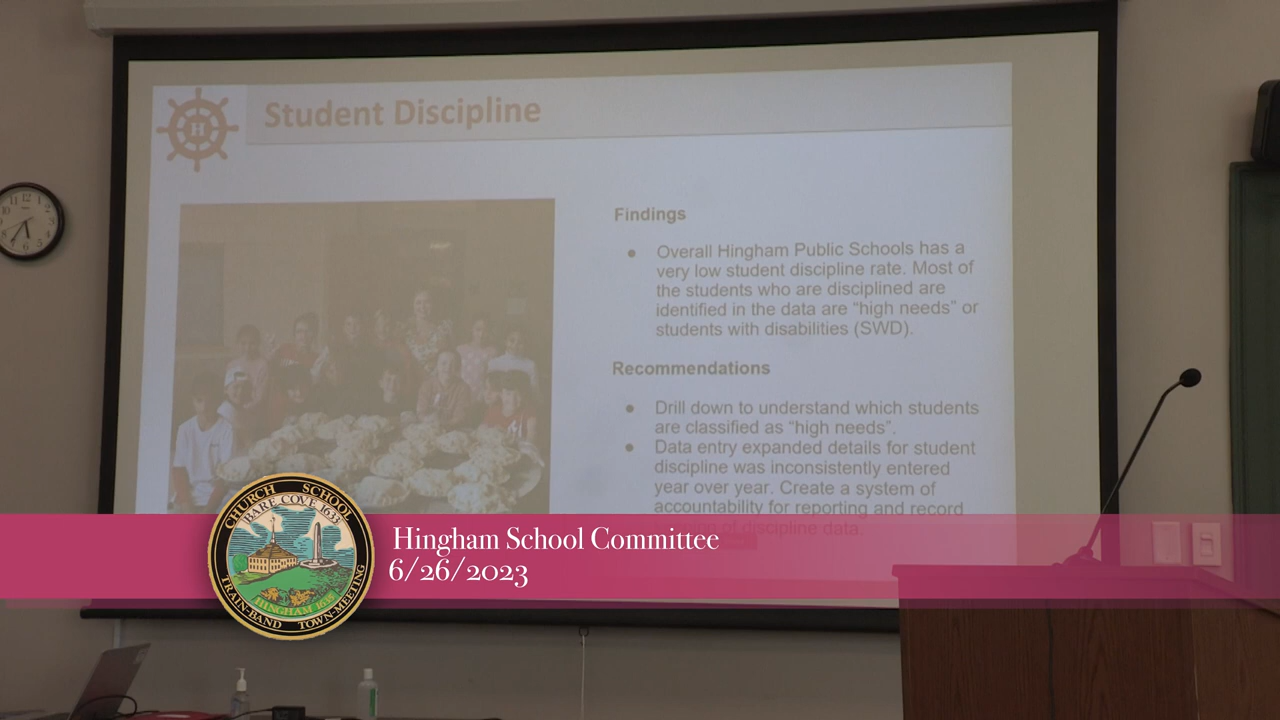 H
Student Discipline
Findings
● Overall Hingham Public Schools has a
very low student discipline rate. Most of
the students who are disciplined are
identified in the data are “high needs” or
students with disabilities (SWD).
Recommendations
● Drill down to understand which students
are classified as “high needs”.
● Data entry expanded details for student
discipline was inconsistently entered
year over year. Create a system of
accountability for reporting and record
of discipline data.
CHURCH SCHOOL
BARE COVE 1633
HINGHAM 1635
TRAIN-BAND TOWN-MEETING
Hingham School Committee
6/26/2023